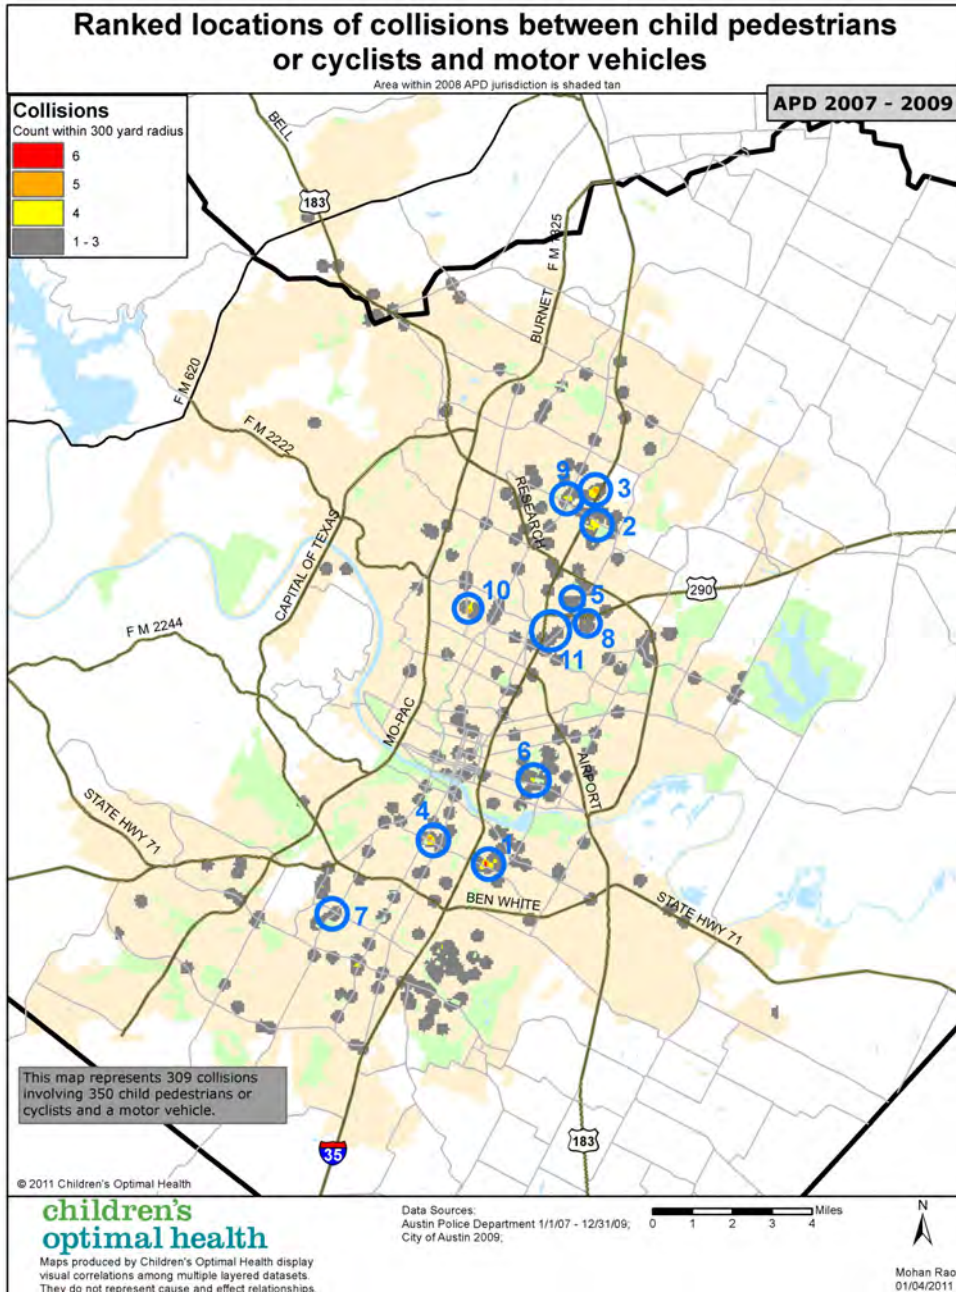 Ranked locations of collisions between child pedestrians
or cyclists and motor vehicles
Area within 2008 APD jurisdiction is shaded tan
APD 2007 - 2009
Collisions
Count within 300 yard radius
6
5
4
1 - 3
BELL
183
F M 1325
BURNET
F M 620
F M 2222
RESEARCH
9
3
2
CAPITAL OF TEXAS
290
10
5
8
11
F M 2244
MO-PAC
6
AIRPORT
STATE HWY 71
4
1
BEN WHITE
7
STATE HWY 71
This map represents 309 collisions
involving 350 child pedestrians or
cyclists and a motor vehicle.
35
183
© 2011 Children's Optimal Health
children's
optimal health
Maps produced by Children's Optimal Health display
visual correlations among multiple layered datasets.
They do not represent cause and effect relationships.
Data Sources:
Austin Police Department 1/1/07 - 12/31/09;
City of Austin 2009;
0 1 2 3 4 Miles
N
Mohan Rao
01/04/2011